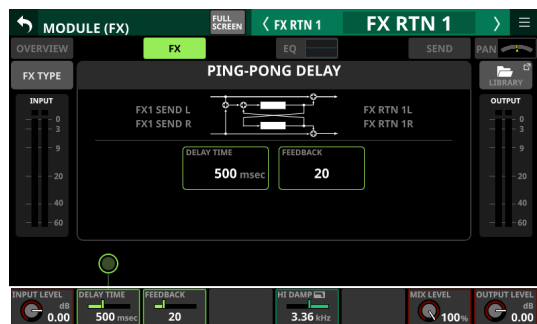 MODULE (FX)
FULL
SCREEN
FX RTN 1
FX RTN 1
OVERVIEW
FX
EQ
SEND
PAN
FX TYPE
PING-PONG DELAY
LIBRARY
INPUT
0
3
9
20
40
60
FX1 SEND L
FX1 SEND R
FX RTN 1L
FX RTN 1R
DELAY TIME
500 msec
FEEDBACK
20
OUTPUT
0
3
9
20
40
60
INPUT LEVEL
dB
0.00
DELAY TIME
500 msec
FEEDBACK
20
HI DAMP
3.36 kHz
MIX LEVEL
100%
OUTPUT LEVEL
dB
0.00